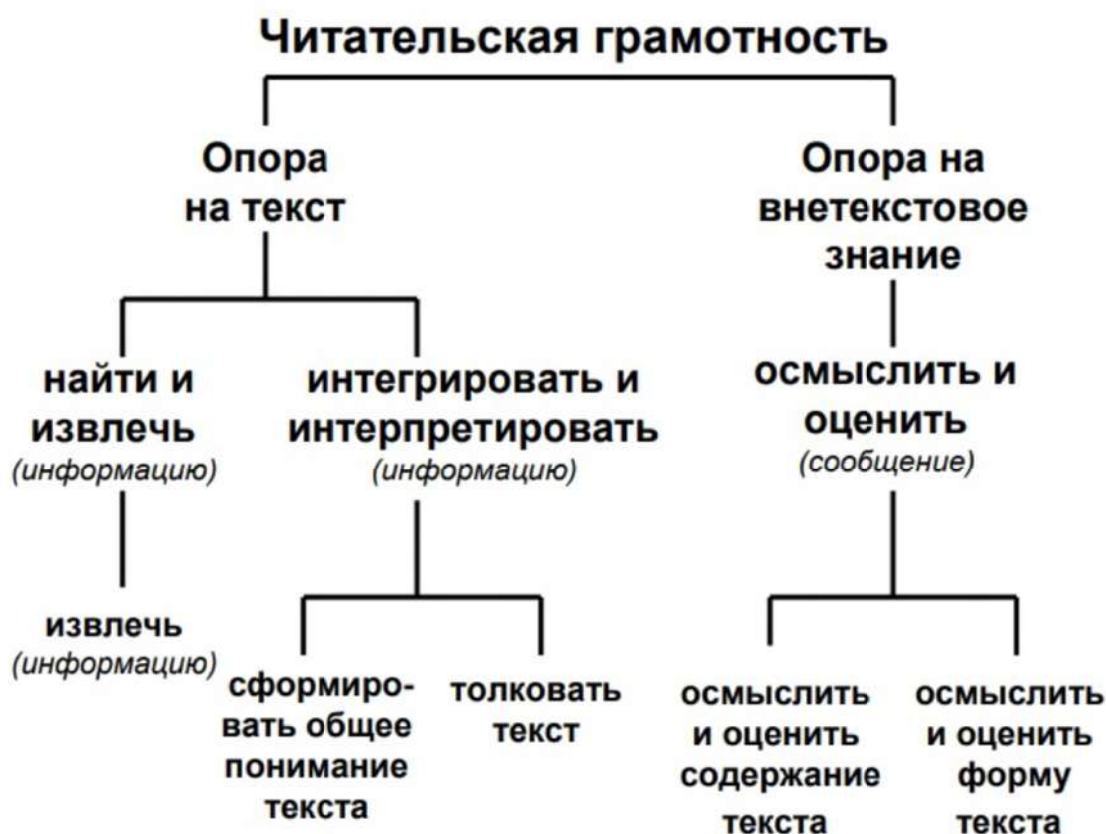 Читательская грамотность
Опора
на текст
Опора на
внетекстовое
знание
найти и
извлечь
(информацию)
интегрировать и
интерпретировать
(информацию)
осмыслить и
оценить
(сообщение)
извлечь
(информацию)
сформиро-
вать общее
понимание
текста
толковать
текст
осмыслить
и оценить
содержание
текста
осмыслить
и оценить
форму
текста